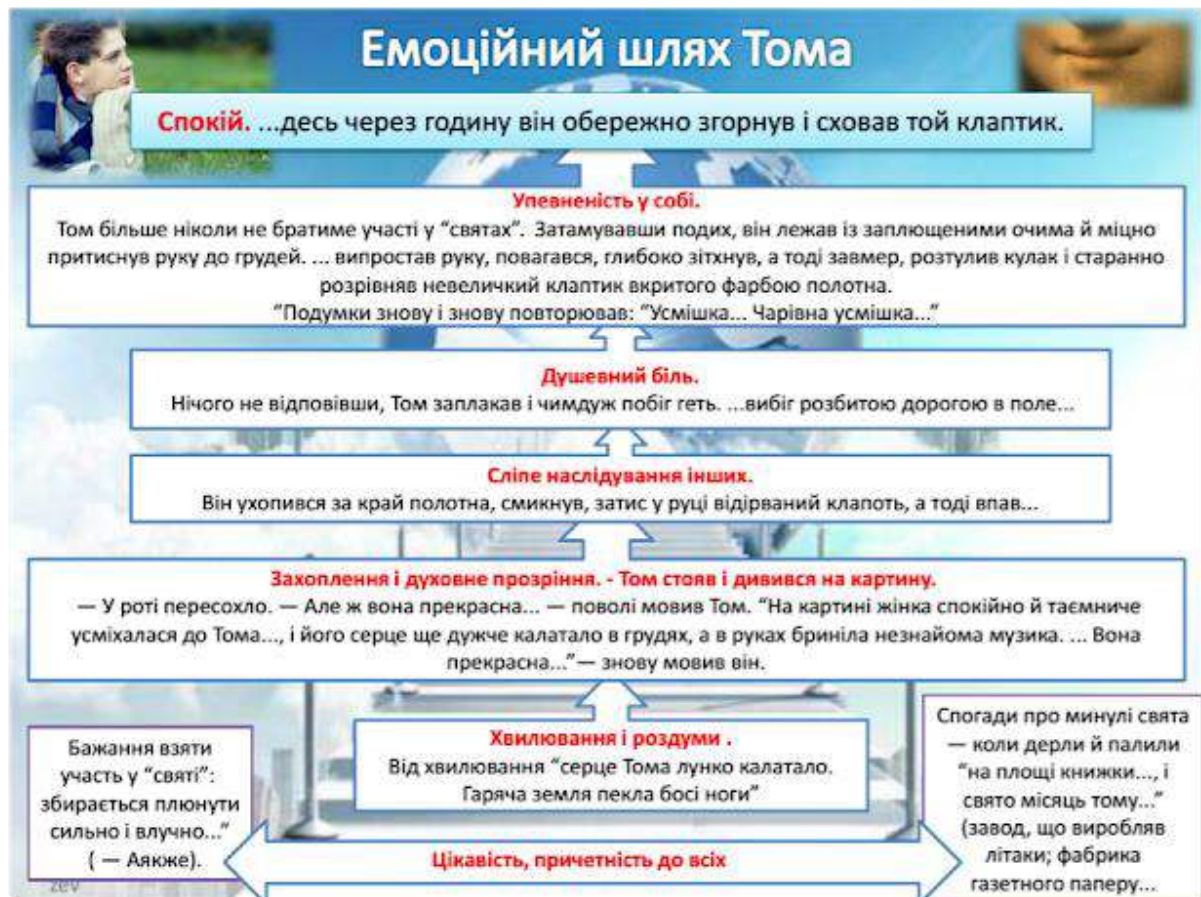 Емоційний шлях Тома
Спокій. ...десь через годину він обережно згорнув і сховав той клаптик.
Упевненість у собі.
Том більше ніколи не братиме участі у “святах”. Затамувавши подих, він лежав із заплющеними очима й міцно
притиснув руку до грудей. ... випростав руку, повагався, глибоко зітхнув, а тоді завмер, розтулив кулак і старанно
розрівняв невеличкий клаптик вкритого фарбою полотна.
“Подумки знову і знову повторював: “Усмішка... Чарівна усмішка...”
Душевний біль.
Нічого не відповівши, Том заплакав і чимдуж побіг геть. ...вибіг розбитою дорогою в поле...
Сліпе наслідування інших.
Він ухопився за край полотна, смикнув, затис у руці відірваний клапоть, а тоді впав...
Захоплення і духовне прозріння. - Том стояв і дивився на картину.
— У роті пересохло. — Але ж вона прекрасна... — поволі мовив Том. “На картині жінка спокійно й таємниче
усміхалася до Тома..., і його серце ще дужче калатало в грудях, а в руках бриніла незнайома музика. ... Вона
прекрасна...”— знову мовив він.
Хвилювання і роздуми .
Від хвилювання “серце Тома лунко калатало.
Гаряча земля пекла босі ноги”
Бажання взяти
участь у “святі”:
збирається плюнути
сильно і влучно...”
( — Аякже).
Спогади про минулі свята
— коли дерли й палили
“на площі книжки..., і
свято місяць тому...”
(завод, що виробляв
літаки; фабрика
газетного паперу...
Цікавість, причетність до всіх
zev